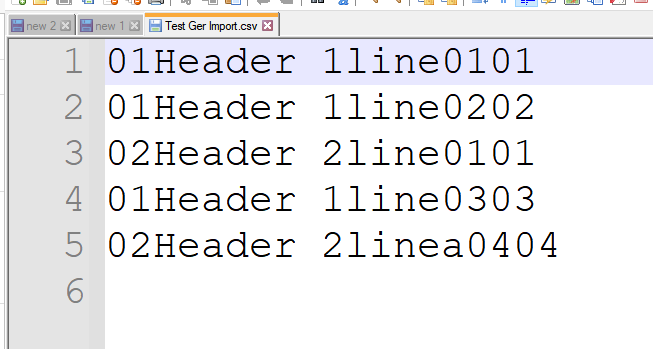 new 2 new 1 Test Ger Import.csv
1 01Header 1line0101
2 01Header 1line0202
3 02Header 2line0101
4 01Header 1line0303
5 02Header 2linea0404
6